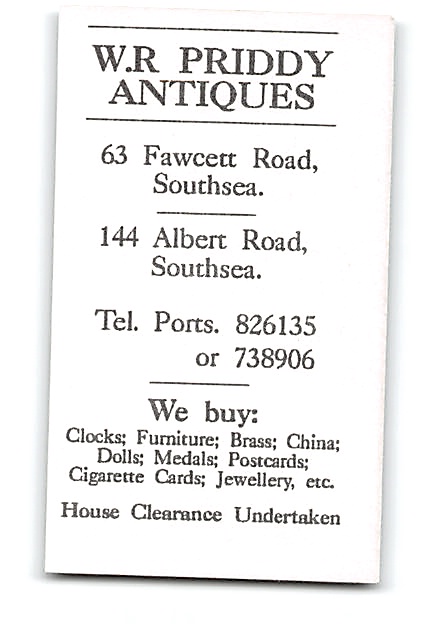 W.R PRIDDY
ANTIQUES
63 Fawcett Road,
Southsea.
144 Albert Road,
Southsea.
Tel. Ports. 826135
or 738906
We buy:
Clocks; Furniture; Brass; China;
Dolls; Medals; Postcards;
Cigarette Cards; Jewellery, etc.
House Clearance Undertaken